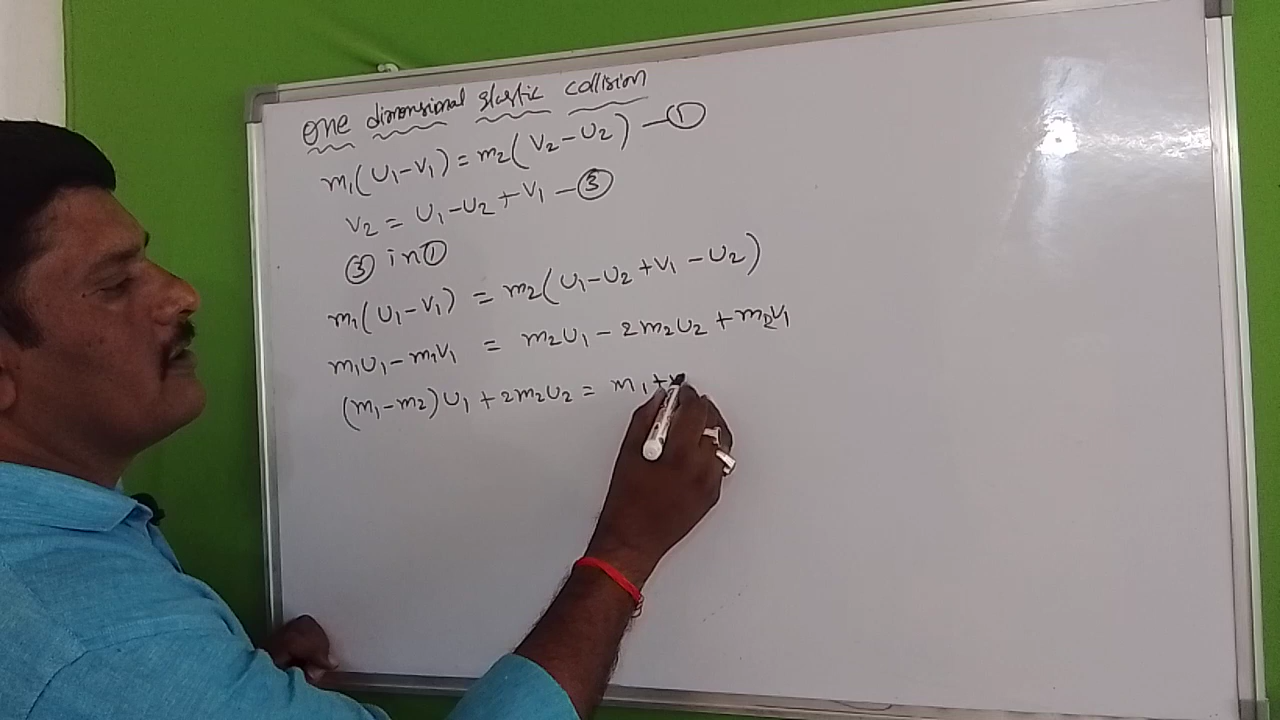 one dimensional elastic collision
m₁(U₁-V₁) = m₂(V₂-U₂) - ①
V₂ = U₁-U₂+V₁ - ③
③ in ①
m₁(U₁-V₁) = m₂(U₁-U₂+V₁-U₂)
m₁U₁-m₁V₁ = m₂U₁-2m₂U₂+m₂V₁
(m₁-m₂)U₁+2m₂U₂ = m₁+